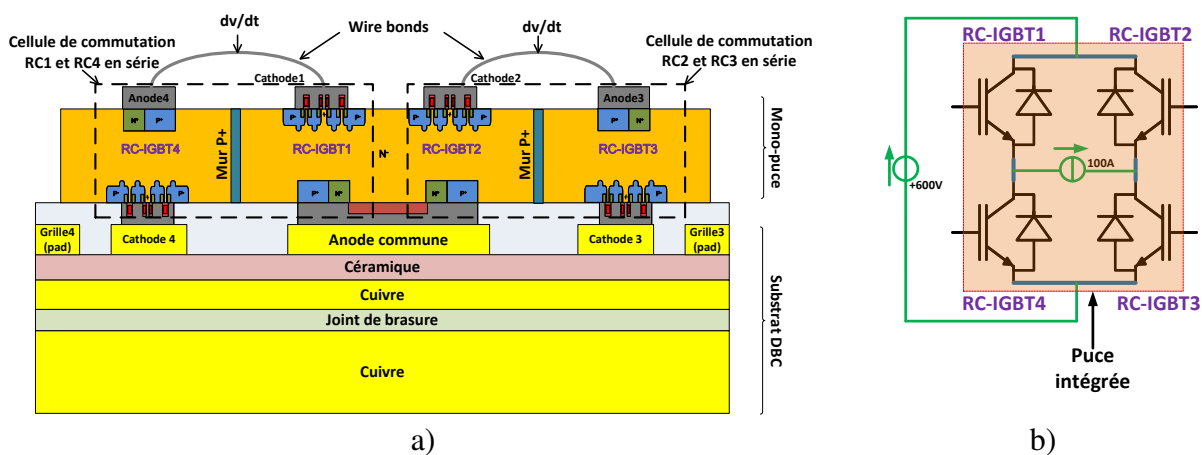 dv/dt
Wire bonds
dv/dt
Cellule de commutation
RC1 et RC4 en série
Cellule de commutation
RC2 et RC3 en série
Cathode1
Cathode2
Anode4
Anode3
N+
P+
P-
P-
P-
P-
P+
N+
RC-IGBT4
Mur P+
RC-IGBT1
N-
RC-IGBT2
Mur P+
RC-IGBT3
Mono-puce
P-
P-
P+
N+
N+
P+
P-
P-
Grille4
(pad)
Cathode 4
Anode commune
Cathode 3
Grille3
(pad)
Céramique
Cuivre
Joint de brasure
Cuivre
Substrat DBC
a)
RC-IGBT1
RC-IGBT2
+600V
100A
RC-IGBT4
RC-IGBT3
Puce
intégrée
b)